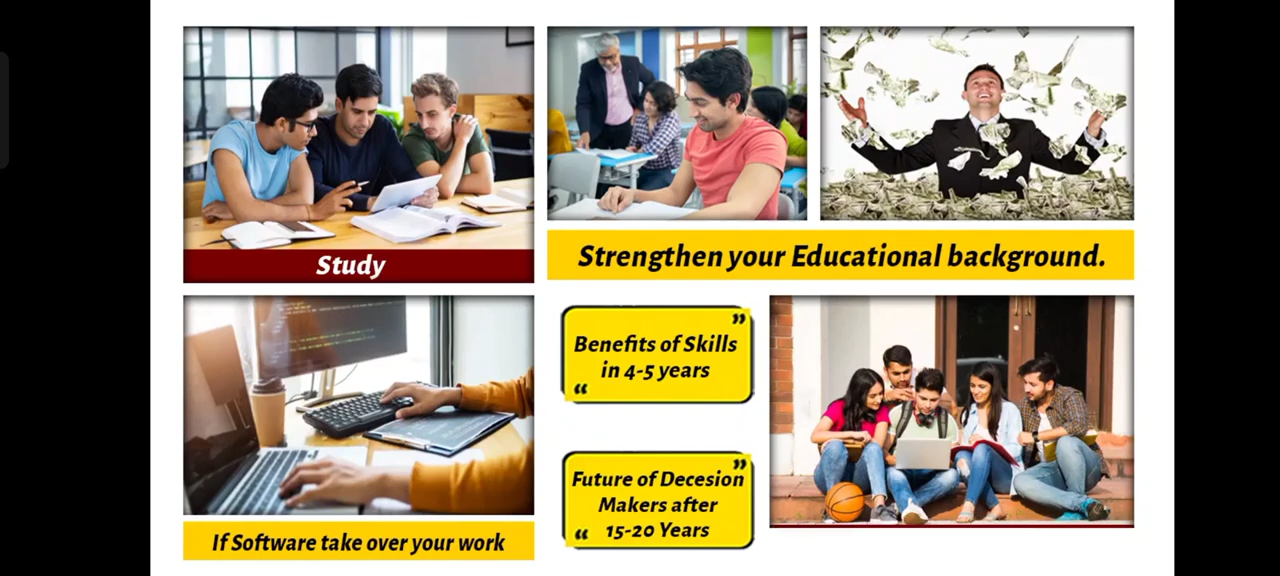 Study
Strengthen your Educational background.
If Software take over your work
Benefits of Skills
in 4-5 years
Future of Decesion
Makers after
15-20 Years